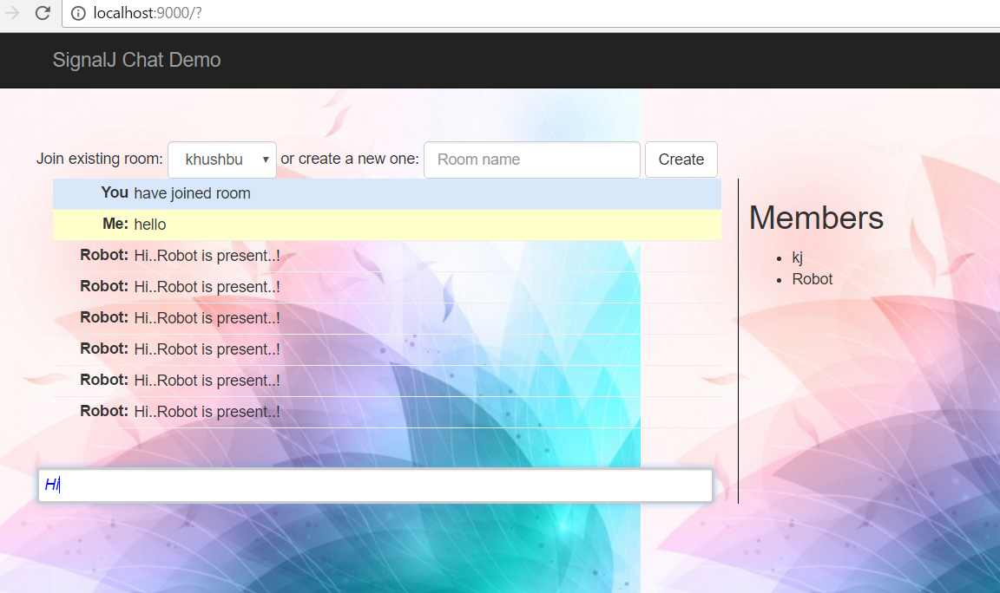 localhost:9000/?
SignalJ Chat Demo
Join existing room: khushbu or create a new one: Room name Create
You have joined room
Me: hello
Robot: Hi..Robot is present..!
Robot: Hi..Robot is present..!
Robot: Hi..Robot is present..!
Robot: Hi..Robot is present..!
Robot: Hi..Robot is present..!
Robot: Hi..Robot is present..!
Hi
Members
kj
Robot